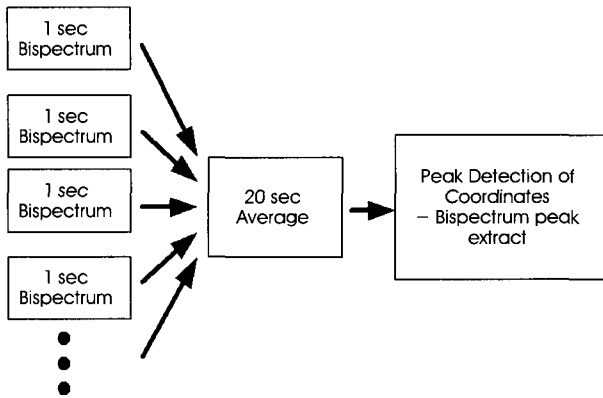 1 sec
Bispectrum
1 sec
Bispectrum
1 sec
Bispectrum
1 sec
Bispectrum
20 sec
Average
Peak Detection of
Coordinates
– Bispectrum peak
extract